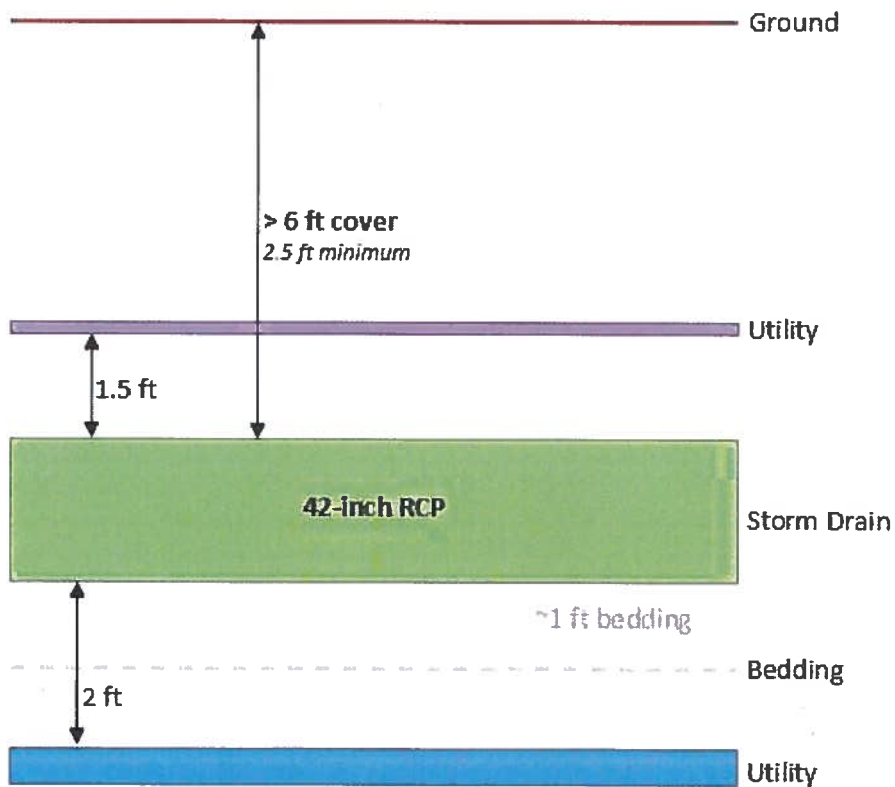 Ground
> 6 ft cover
2.5 ft minimum
Utility
1.5 ft
42-inch RCP
Storm Drain
~1 ft bedding
Bedding
2 ft
Utility